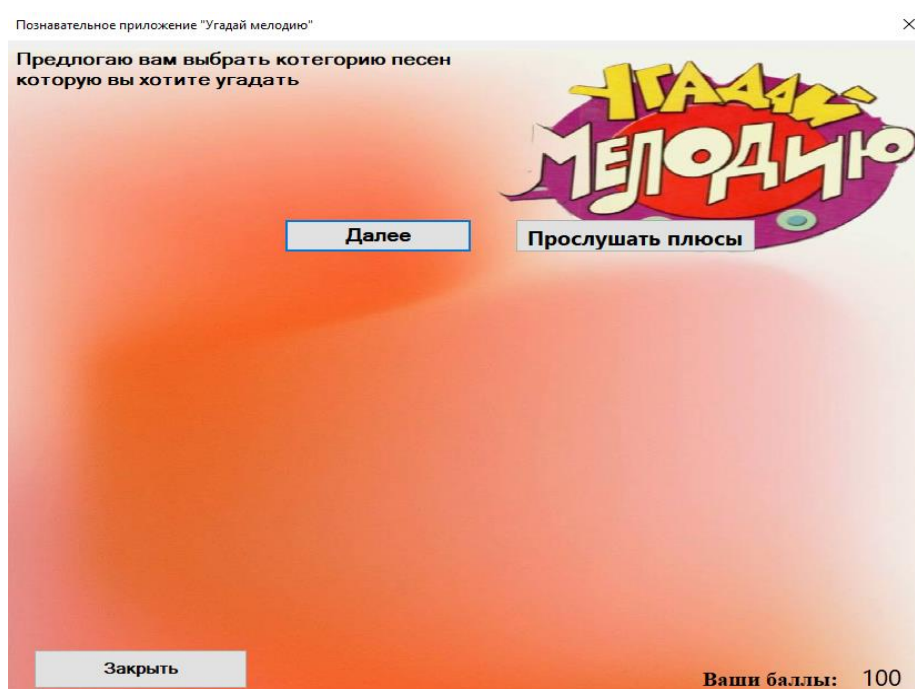 Познавательное приложение "Угадай мелодию"
Предлогаю вам выбрать котегорию песен
которую вы хотите угадать
УГАДАЙ
МЕЛОДИЮ
Далее
Прослушать плюсы
Закрыть
Ваши баллы: 100